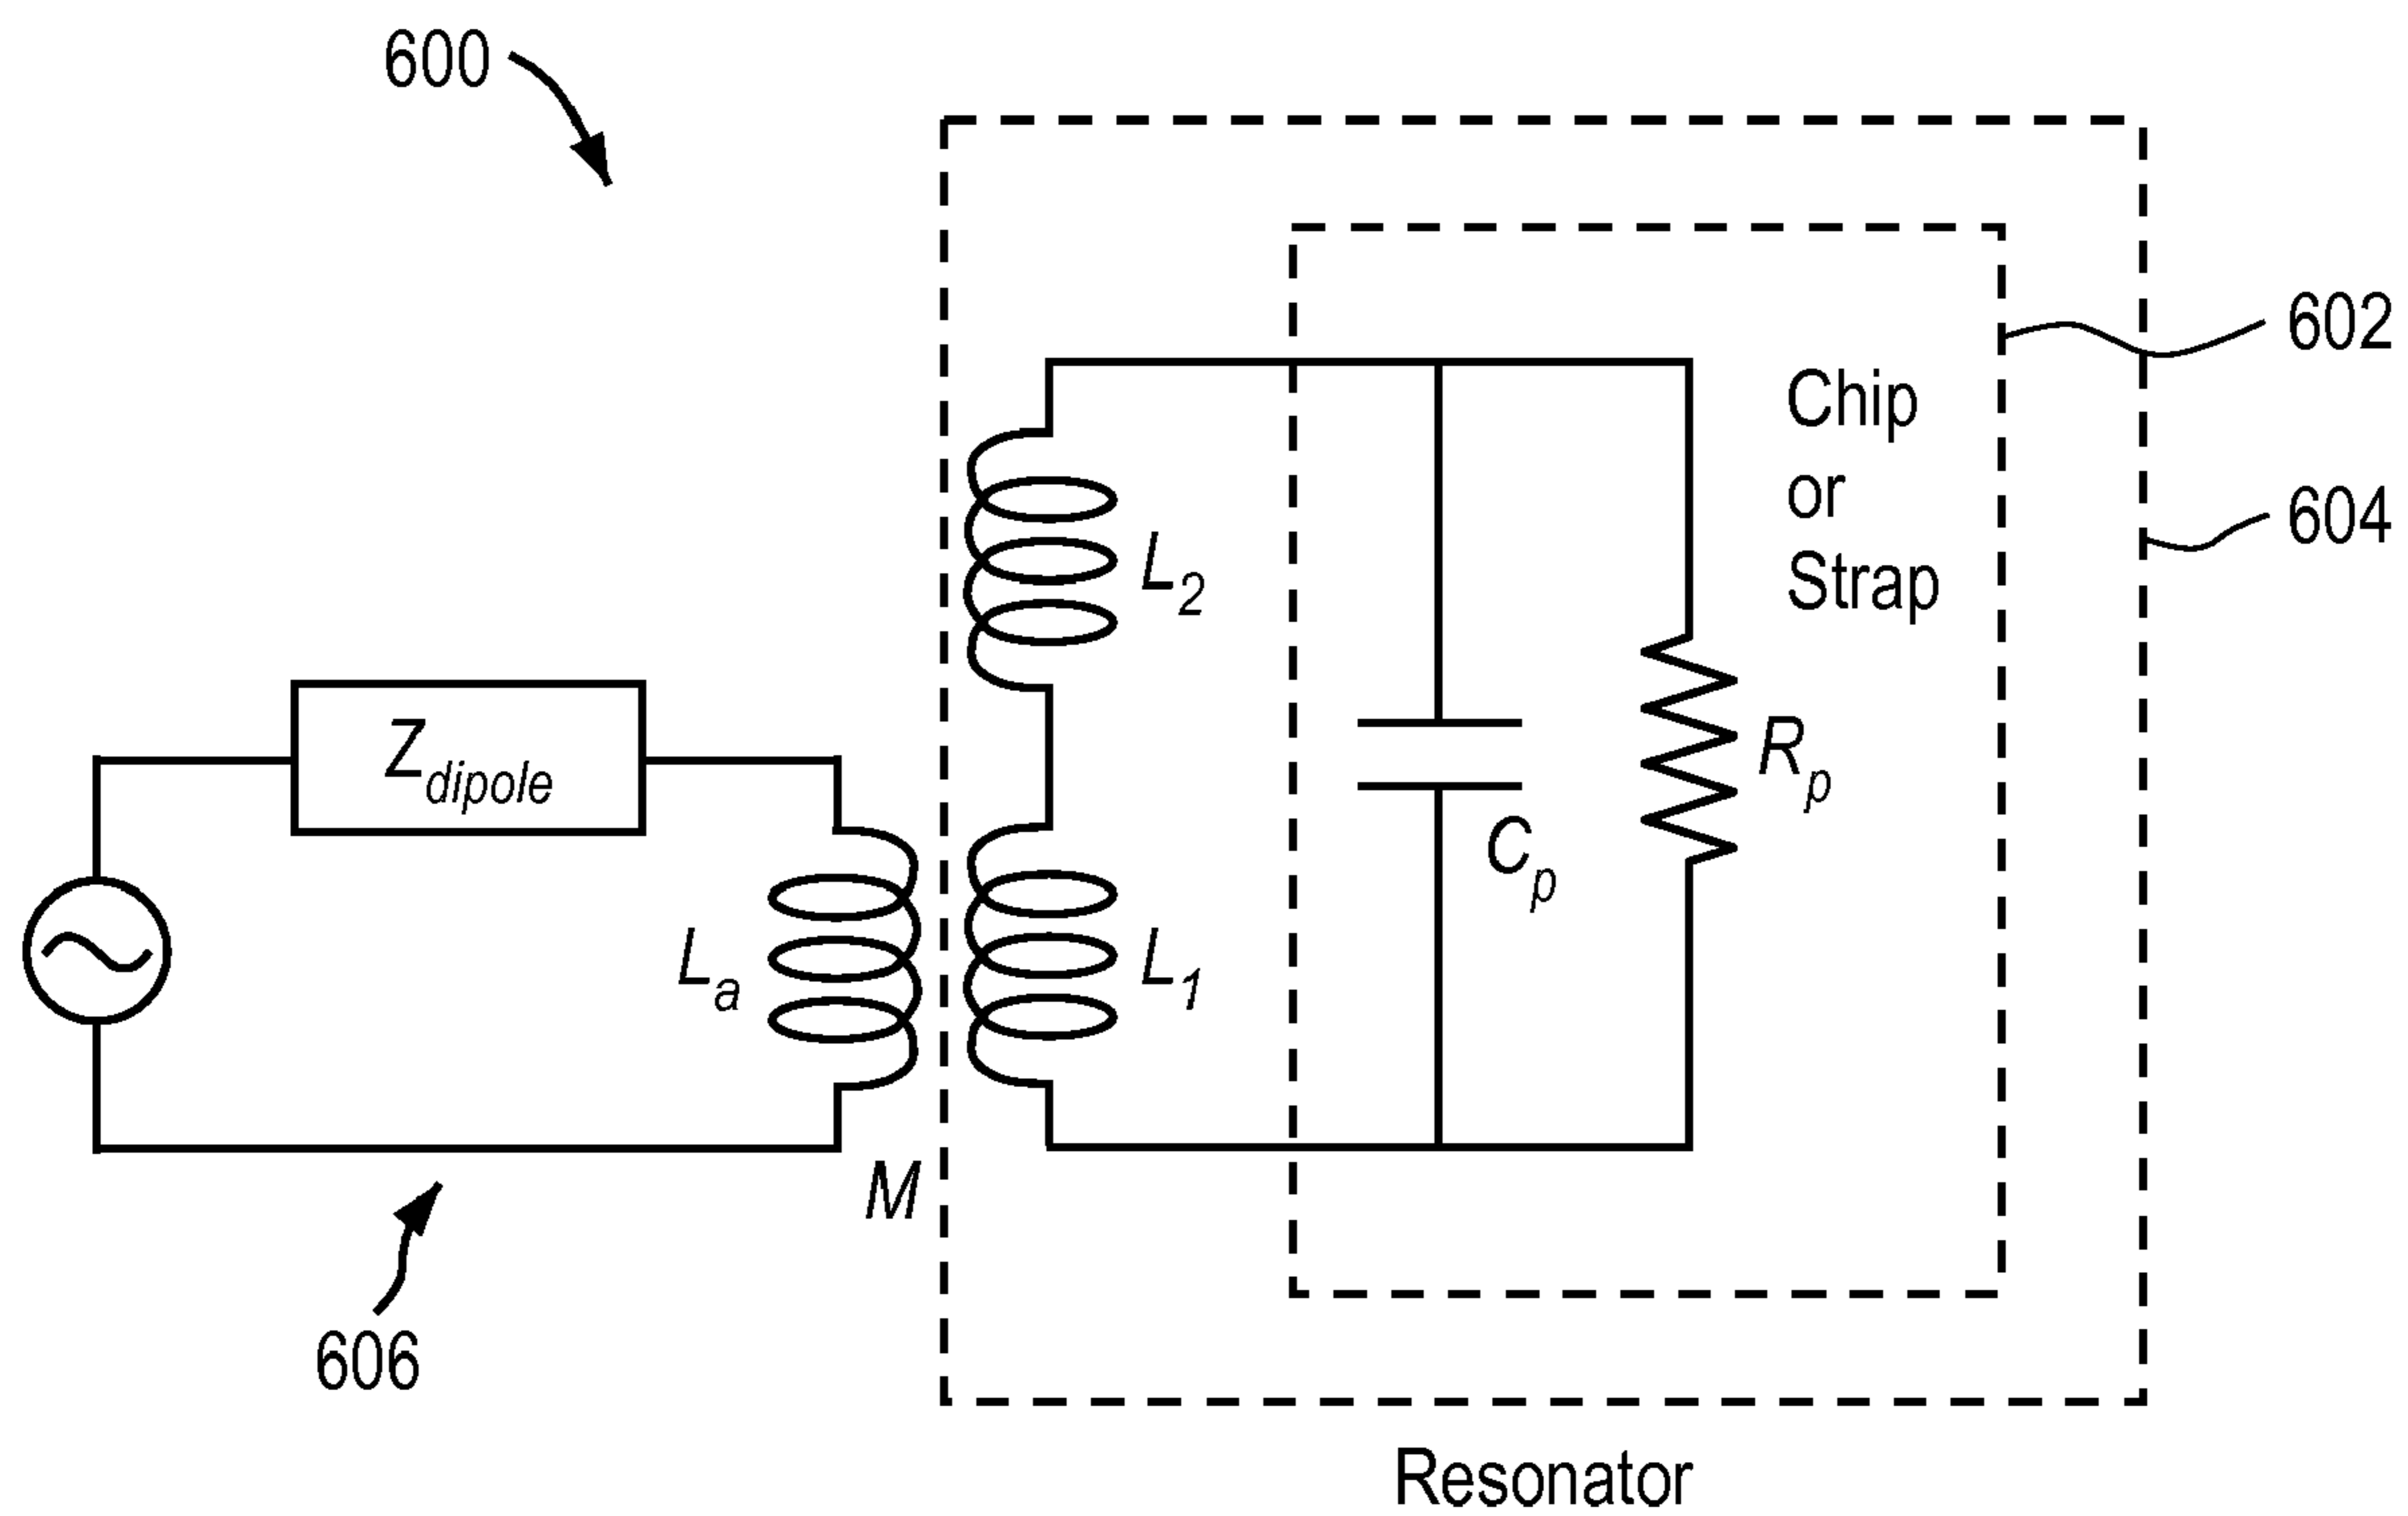 600
602
Chip
or
Strap
604
L2
Zdipole
Rp
Cp
La
L1
M
606
Resonator